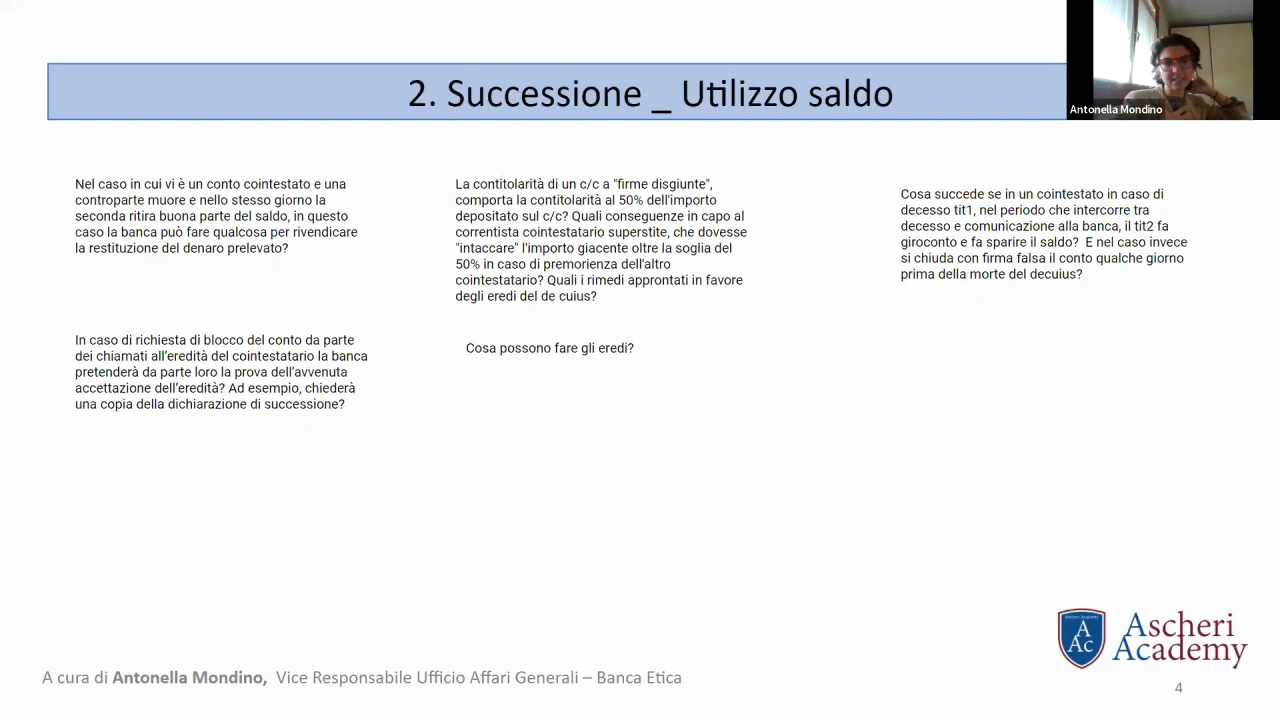 2. Successione _ Utilizzo saldo
Antonella Mondino
Nel caso in cui vi è un conto cointestato e una
controparte muore e nello stesso giorno la
seconda ritira buona parte del saldo, in questo
caso la banca può fare qualcosa per rivendicare
la restituzione del denaro prelevato?
La contitolarità di un c/c a "firme disgiunte",
comporta la contitolarità al 50% dell'importo
depositato sul c/c? Quali conseguenze in capo al
correntista cointestatario superstite, che dovesse
"intaccare" l'importo giacente oltre la soglia del
50% in caso di premorienza dell'altro
cointestatario? Quali i rimedi approntati in favore
degli eredi del de cuius?
Cosa succede se in un cointestato in caso di
decesso tit1, nel periodo che intercorre tra
decesso e comunicazione alla banca, il tit2 fa
giroconto e fa sparire il saldo?  E nel caso invece
si chiuda con firma falsa il conto qualche giorno
prima della morte del decuius?
In caso di richiesta di blocco del conto da parte
dei chiamati all’eredità del cointestatario la banca
pretenderà da parte loro la prova dell’avvenuta
accettazione dell’eredità? Ad esempio, chiederà
una copia della dichiarazione di successione?
Cosa possono fare gli eredi?
A
Ac
Ascheri
Academy
A cura di Antonella Mondino,  Vice Responsabile Ufficio Affari Generali – Banca Etica
4